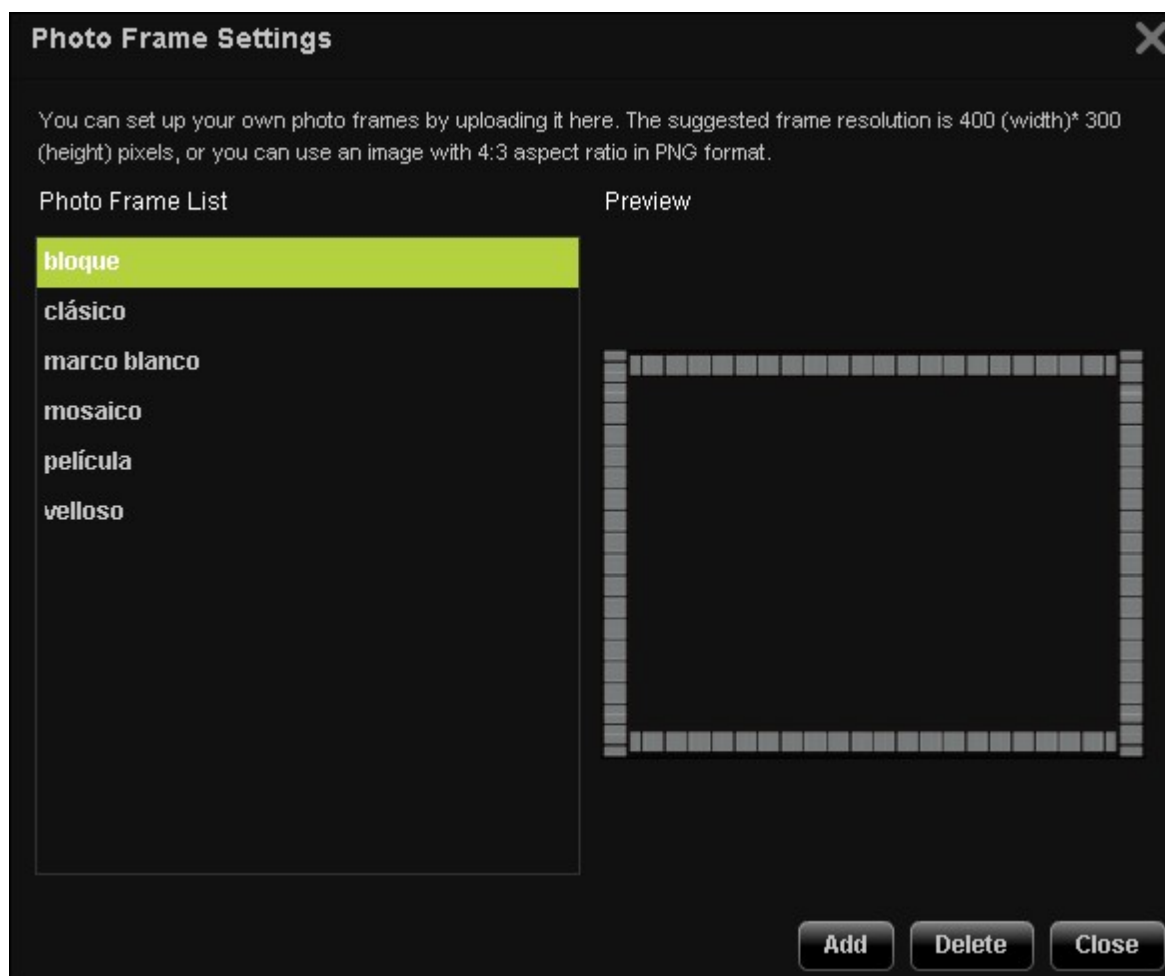 Photo Frame Settings
You can set up your own photo frames by uploading it here. The suggested frame resolution is 400 (width)* 300
(height) pixels, or you can use an image with 4:3 aspect ratio in PNG format.
Photo Frame List
Preview
bloque
clásico
marco blanco
mosaico
película
velloso
Add
Delete
Close